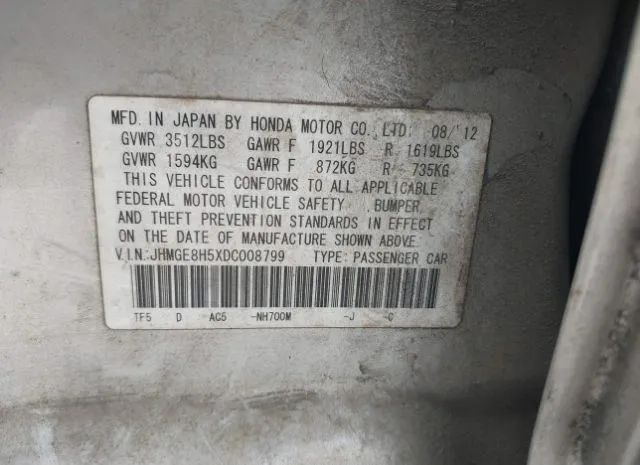 MFD. IN JAPAN BY HONDA MOTOR CO., LTD. 08/'12
GVWR 3512LBS GAWR F 1921LBS R 1619LBS
GVWR 1594KG GAWR F 872KG R 735KG
THIS VEHICLE CONFORMS TO ALL APPLICABLE
FEDERAL MOTOR VEHICLE SAFETY, BUMPER
AND THEFT PREVENTION STANDARDS IN EFFECT
ON THE DATE OF MANUFACTURE SHOWN ABOVE.
V.I.N.:JHMGE8H5XDC008799 TYPE: PASSENGER CAR
TF5 D AC5 -NH700M -J -C